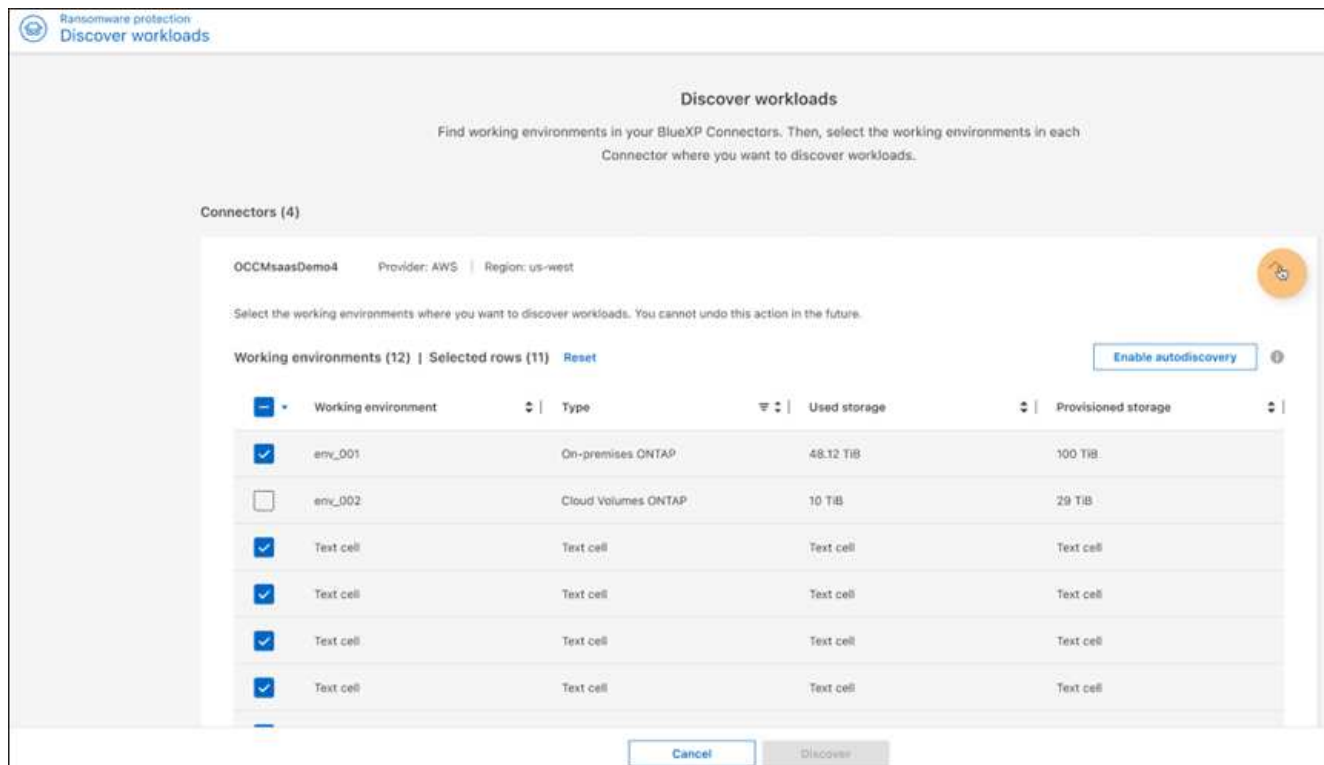 Ransomware protection
Discover workloads
Discover workloads
Find working environments in your BlueXP Connectors. Then, select the working environments in each
Connector where you want to discover workloads.
Connectors (4)
OCCMsaasDemo4 Provider: AWS | Region: us-west
Select the working environments where you want to discover workloads. You cannot undo this action in the future.
Working environments (12) | Selected rows (11) Reset Enable autodiscovery
Working environment Type Used storage Provisioned storage
env_001 On-premises ONTAP 48.12 TiB 100 TiB
env_002 Cloud Volumes ONTAP 10 TiB 29 TiB
Text cell Text cell Text cell Text cell
Text cell Text cell Text cell Text cell
Text cell Text cell Text cell Text cell
Text cell Text cell Text cell Text cell
Cancel Discover